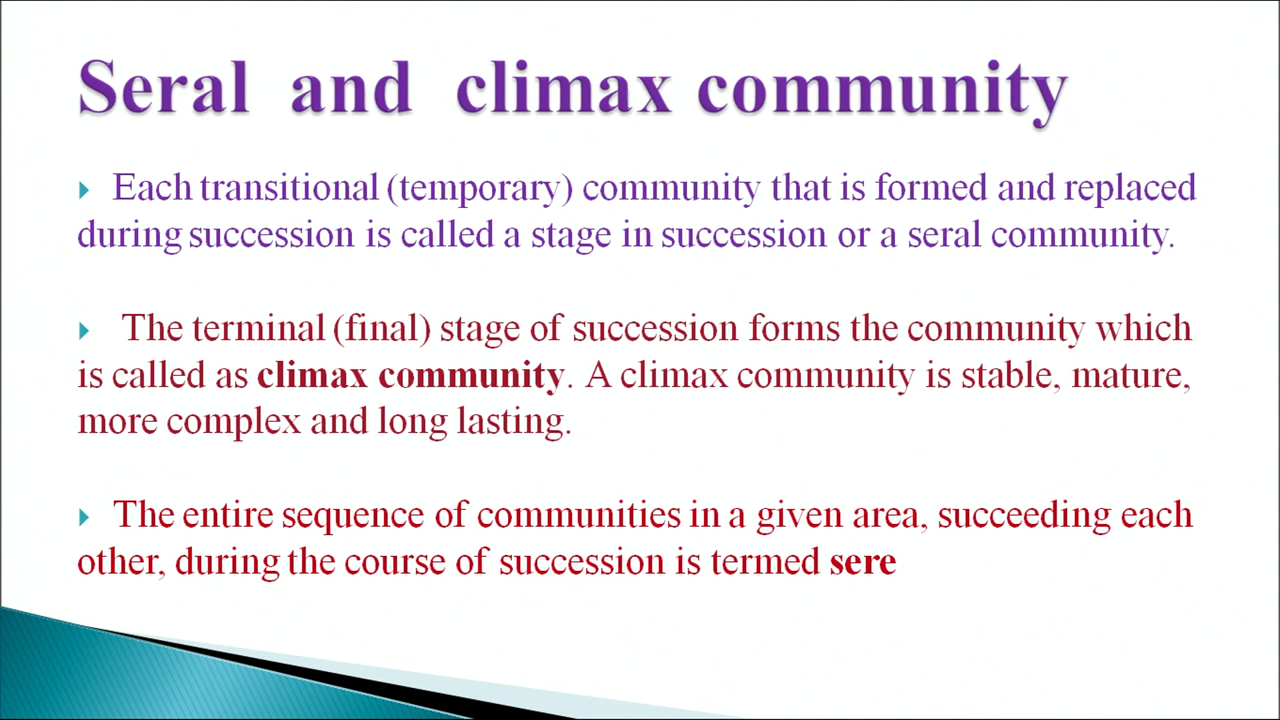 Seral and climax community
Each transitional (temporary) community that is formed and replaced
during succession is called a stage in succession or a seral community.
The terminal (final) stage of succession forms the community which
is called as climax community. A climax community is stable, mature,
more complex and long lasting.
The entire sequence of communities in a given area, succeeding each
other, during the course of succession is termed sere